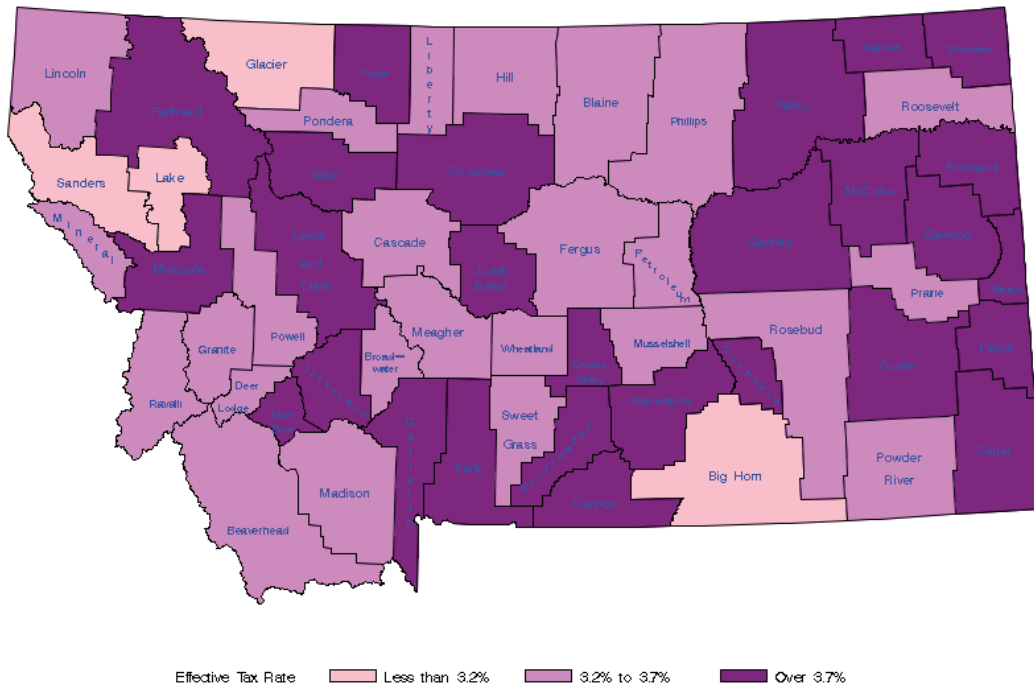 Lincoln
Flathead
Glacier
Toole
Liberty
Hill
Blaine
Phillips
Valley
Daniels
Sheridan
Roosevelt
Pondera
Teton
Chouteau
Sanders
Lake
Mineral
Missoula
Lewis
and
Clark
Cascade
Judith
Basin
Fergus
Petroleum
Garfield
McCone
Richland
Dawson
Wibaux
Prarie
Powell
Granite
Ravalli
Deer
Lodge
Silver
Bow
Jefferson
Broad-
water
Meagher
Wheatland
Golden
Valley
Musselshell
Treasure
Rosebud
Custer
Fallon
Carter
Powder
River
Big Horn
Yellowstone
Stillwater
Sweet
Grass
Carbon
Park
Gallatin
Madison
Beaverhead
Effective Tax Rate Less than 3.2% 3.2% to 3.7% Over 3.7%